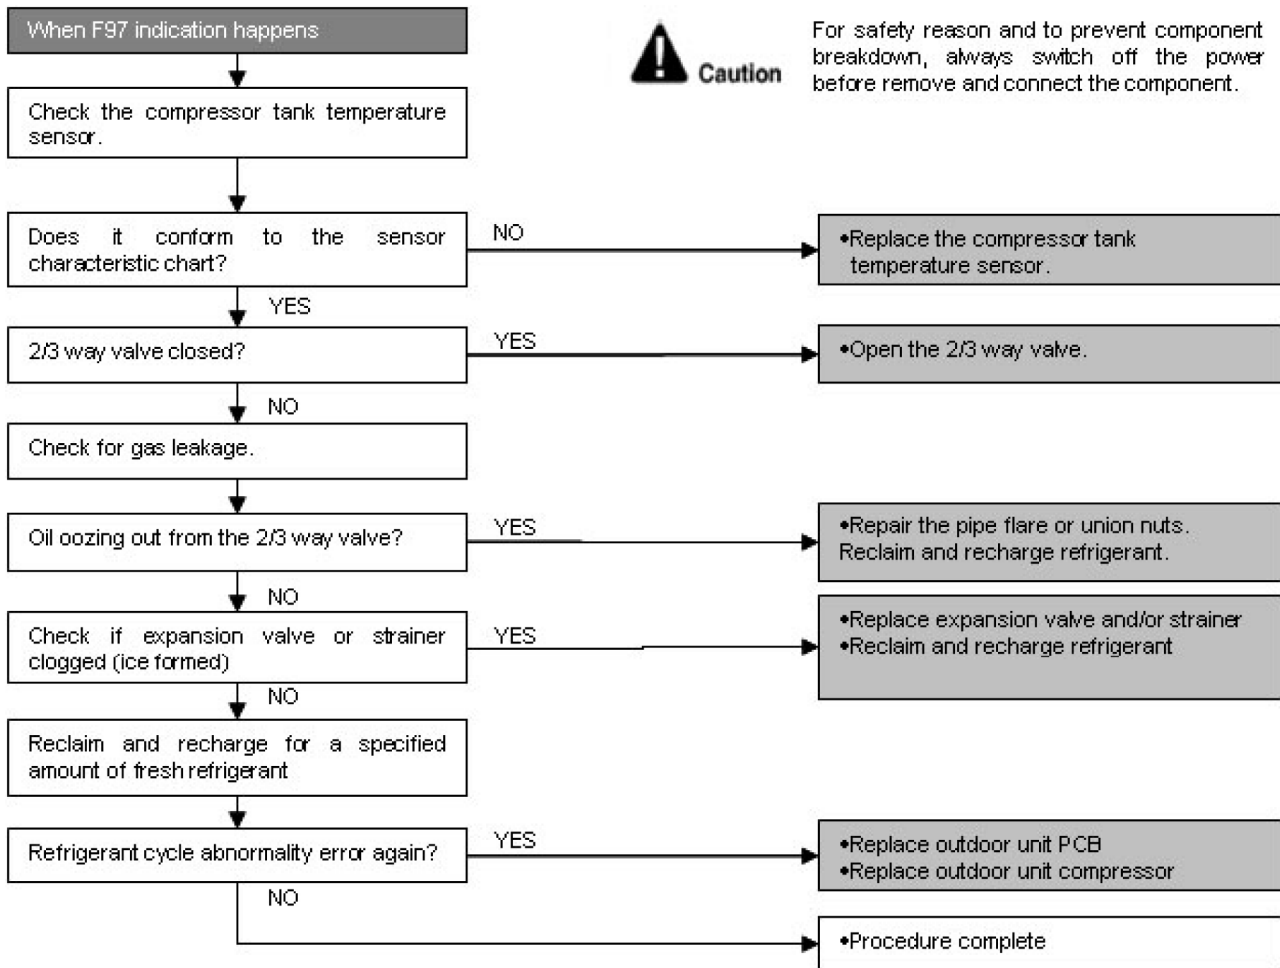 When F97 indication happens
Caution
For safety reason and to prevent component
breakdown, always switch off the power
before remove and connect the component.
Check the compressor tank temperature
sensor.
Does it conform to the sensor
characteristic chart?
NO
•Replace the compressor tank
temperature sensor.
YES
2/3 way valve closed?
YES
•Open the 2/3 way valve.
NO
Check for gas leakage.
Oil oozing out from the 2/3 way valve?
YES
•Repair the pipe flare or union nuts.
Reclaim and recharge refrigerant.
NO
Check if expansion valve or strainer
clogged (ice formed)
YES
•Replace expansion valve and/or strainer
•Reclaim and recharge refrigerant
NO
Reclaim and recharge for a specified
amount of fresh refrigerant
Refrigerant cycle abnormality error again?
YES
•Replace outdoor unit PCB
•Replace outdoor unit compressor
NO
•Procedure complete